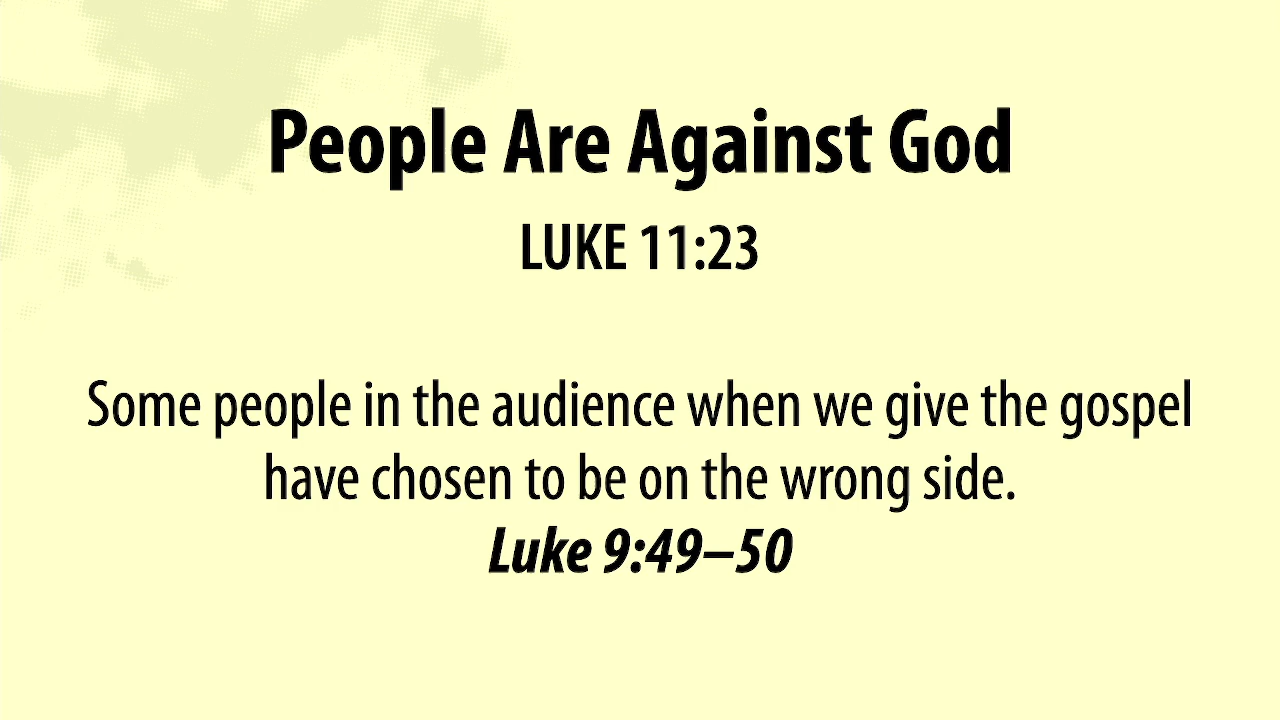 People Are Against God
LUKE 11:23
Some people in the audience when we give the gospel
have chosen to be on the wrong side.
Luke 9:49–50